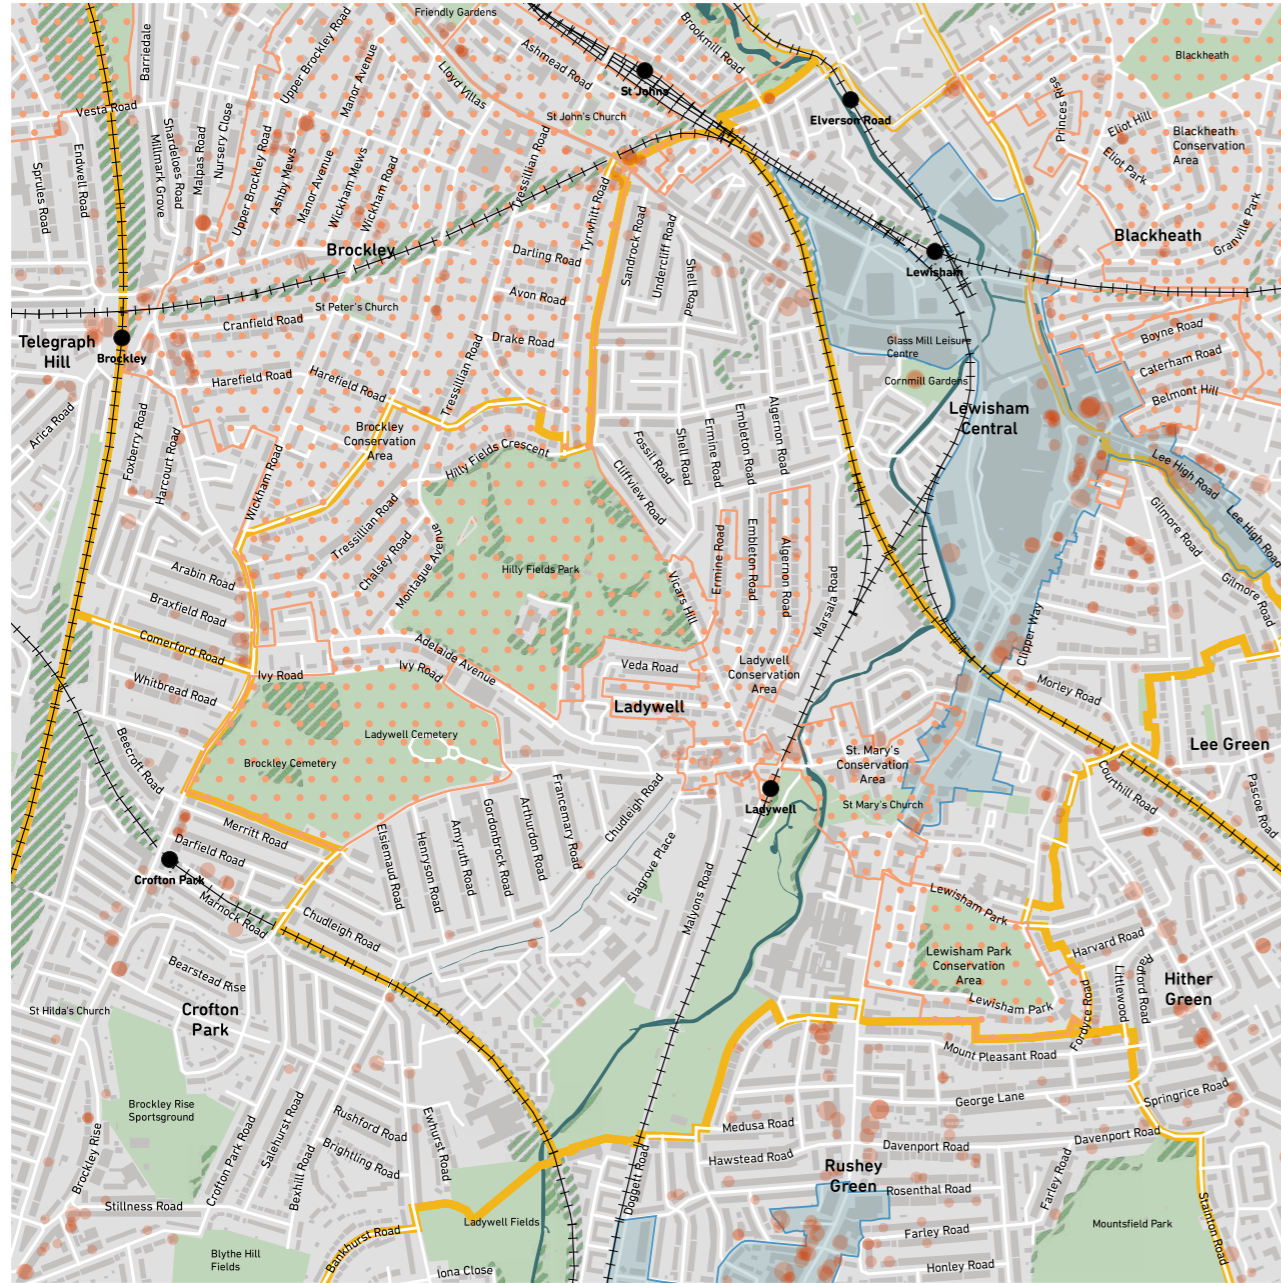 Friendly Gardens
Barriedale
Upper Brockley Road
Manor Avenue
Ashmead Road
Lloyd Villas
Brookmill Road
St Johns
Blackheath
Vesta Road
Elverson Road
Princes Rise
St John's Church
Eliot Hill
Eliot Park
Blackheath
Conservation
Area
Sprules Road
Endwell Road
Millmark Grove
Shardeloes Road
Malpas Road
Nursery Close
Upper Brockley Road
Ashby Mews
Manor Avenue
Wickham Mews
Wickham Road
Tressillian Road
Tyrwhitt Road
Sandrock Road
Undercliff Road
Shell Road
Granville Park
Blackheath
Brockley
Darling Road
Lewisham
Avon Road
St Peter's Church
Cranfield Road
Drake Road
Telegraph
Hill
Brockley
Glass Mill Leisure
Centre
Boyne Road
Caterham Road
Belmont Hill
Harefield Road
Harefield Road
Tressillian Road
Cornmill Gardens
Lewisham
Central
Arica Road
Foxberry Road
Harcourt Road
Wickham Road
Brockley
Conservation
Area
Hilly Fields Crescent
Fossil Road
Shell Road
Ermine Road
Embleton Road
Algernon Road
Cliffview Road
Lee High Road
Lee High Road
Gilmore Road
Gilmore Road
Tressillian Road
Chalsey Road
Montague Avenue
Hilly Fields Park
Ermine Road
Embleton Road
Algernon Road
Marsala Road
Vicars Hill
Arabin Road
Braxfield Road
Comerford Road
Whitbread Road
Ivy Road
Ivy Road
Adelaide Avenue
Veda Road
Ladywell
Conservation
Area
Clipper Way
Morley Road
Ladywell
Ladywell Cemetery
Brockley Cemetery
Beecroft Road
St. Mary's
Conservation
Area
St Mary's Church
Lee Green
Courthill Road
Pascoe Road
Ladywell
Chudleigh Road
Francemary Road
Arthurdon Road
Gordonbrock Road
Amyruth Road
Henryson Road
Elsiemaud Road
Merritt Road
Darfield Road
Crofton Park
Marnock Road
Chudleigh Road
Slagrove Place
Malyons Road
Lewisham Park
Lewisham Park
Conservation
Area
Lewisham Park
Harvard Road
Radford Road
Littlewood
Fordyce Road
Hither
Green
Bearstead Rise
St Hilda's Church
Crofton
Park
Mount Pleasant Road
George Lane
Springrice Road
Brockley Rise
Sportsground
Brockley Rise
Crofton Park Road
Salehurst Road
Bexhill Road
Rushford Road
Brightling Road
Ewhurst Road
Medusa Road
Hawstead Road
Davenport Road
Davenport Road
Rushey
Green
Rosenthal Road
Farley Road
Farley Road
Honley Road
Doggett Road
Stillness Road
Ladywell Fields
Mountsfield Park
Stainton Road
Bankhurst Road
Blythe Hill
Fields
Iona Close